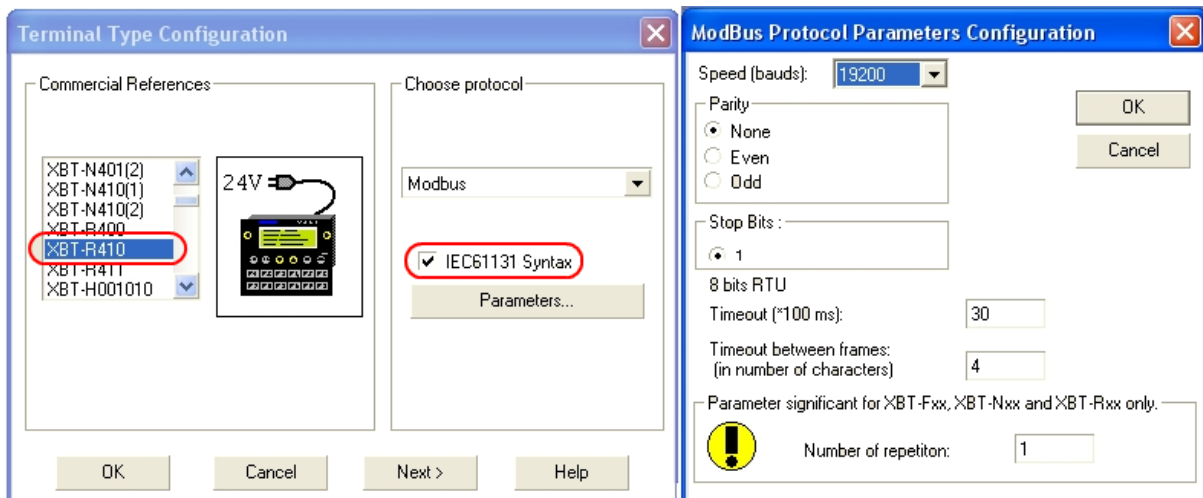 Terminal Type Configuration
Commercial References
XBT-N401(2)
XBT-N410(1)
XBT-N410(2)
XBT-R400
XBT-R410
XBT-R411
XBT-H001010
24V
Choose protocol
Modbus
IEC61131 Syntax
Parameters...
OK
Cancel
Next >
Help
ModBus Protocol Parameters Configuration
Speed (bauds):
19200
OK
Cancel
Parity
None
Even
Odd
Stop Bits :
1
8 bits RTU
Timeout (*100 ms):
30
Timeout between frames:
(in number of characters)
4
Parameter significant for XBT-Fxx, XBT-Nxx and XBT-Rxx only.
Number of repetiton:
1